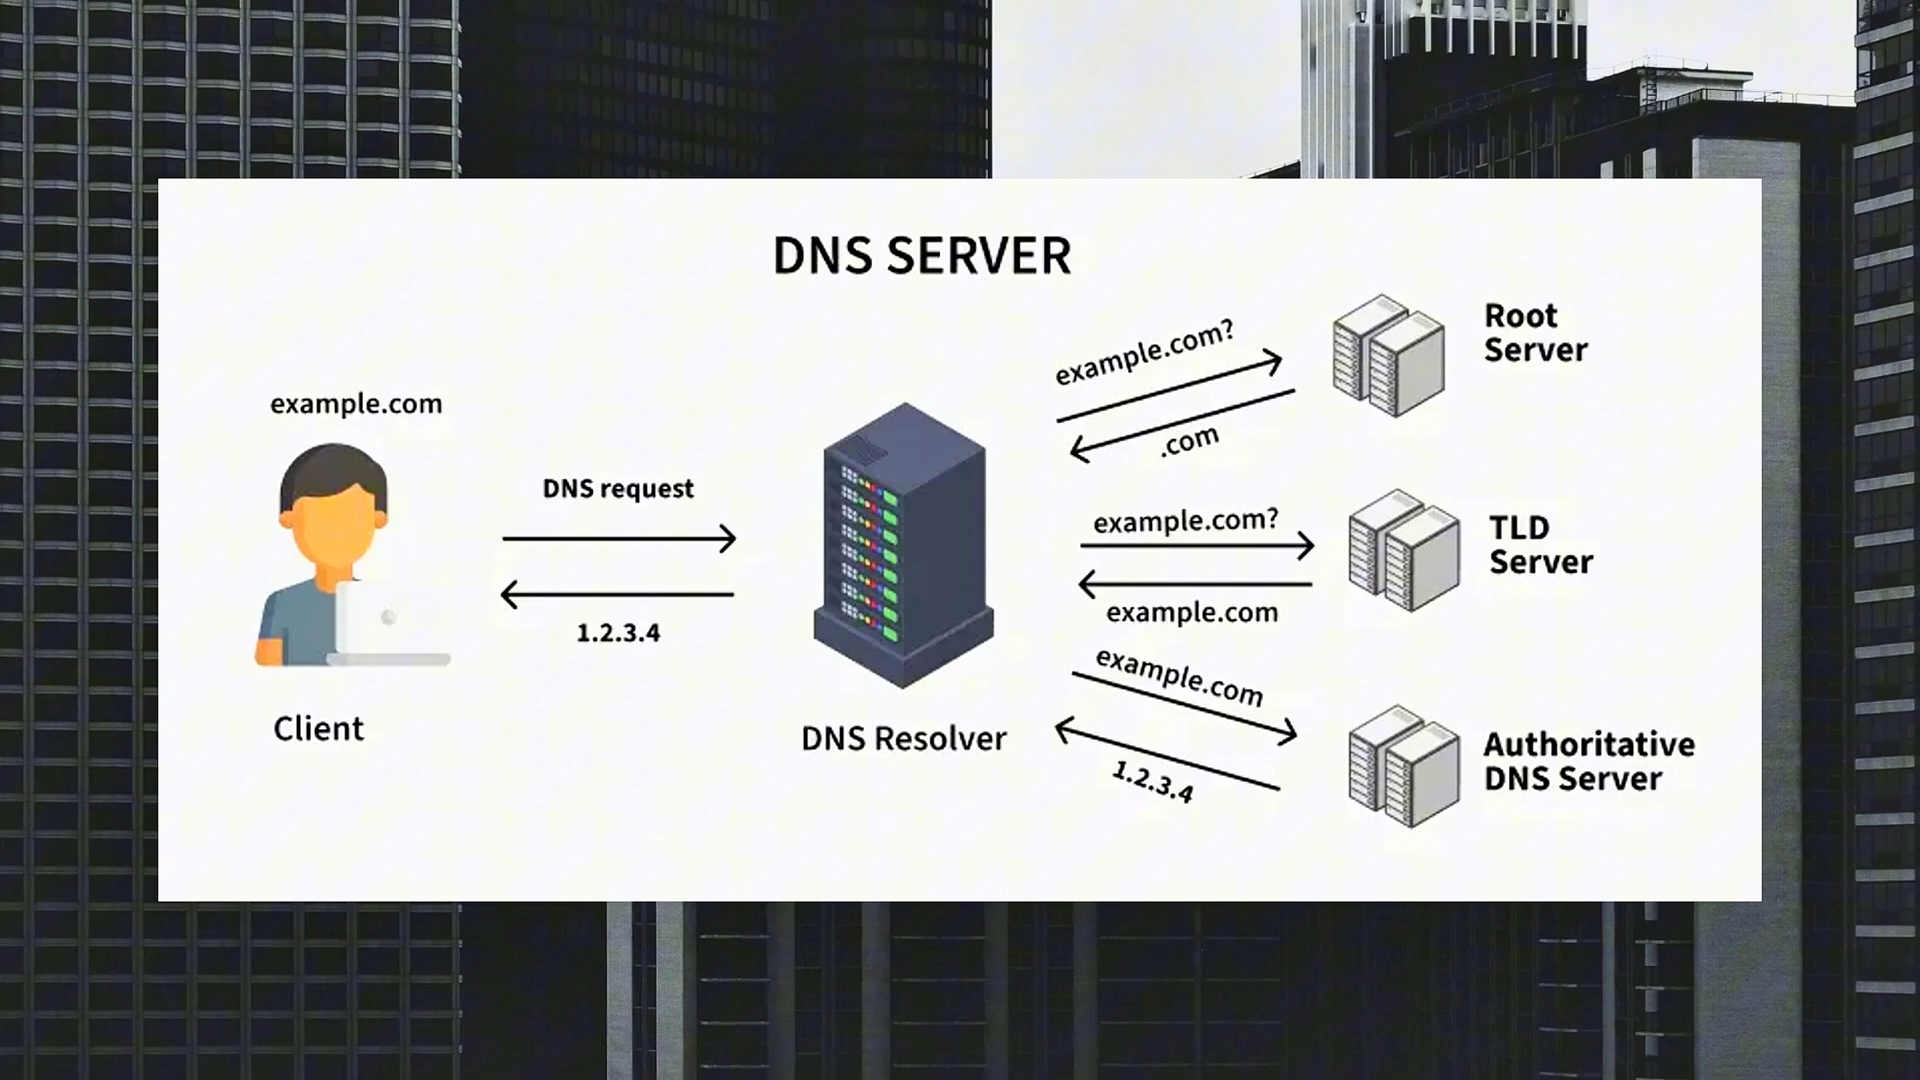 DNS SERVER
example.com
Client
DNS request
1.2.3.4
DNS Resolver
example.com?
.com
Root
Server
example.com?
example.com
TLD
Server
example.com
1.2.3.4
Authoritative
DNS Server